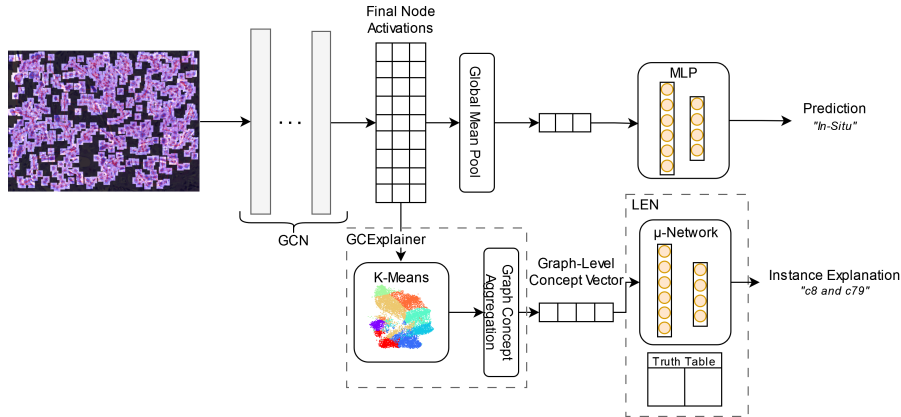 Final Node
Activations
Global Mean
Pool
MLP
Prediction
"In-Situ"
. . .
GCN
GCExplainer
K-Means
Graph Concept
Aggregation
Graph-Level
Concept Vector
LEN
μ-Network
Instance Explanation
"c8 and c79"
Truth Table